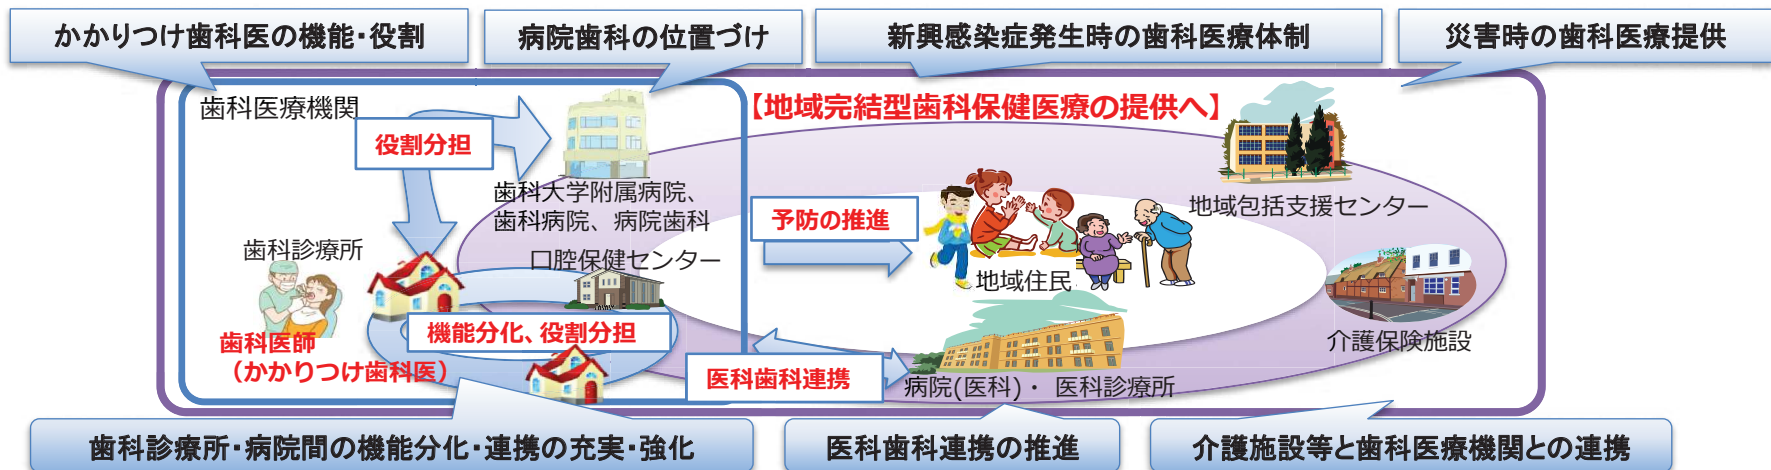 かかりつけ歯科医の機能・役割
病院歯科の位置づけ
新興感染症発生時の歯科医療体制
災害時の歯科医療提供
歯科医療機関
【地域完結型歯科保健医療の提供へ】
役割分担
歯科大学附属病院、
歯科病院、病院歯科
地域包括支援センター
予防の推進
歯科診療所
口腔保健センター
地域住民
機能分化、役割分担
歯科医師
（かかりつけ歯科医）
介護保険施設
医科歯科連携
病院(医科)・ 医科診療所
歯科診療所・病院間の機能分化・連携の充実・強化
医科歯科連携の推進
介護施設等と歯科医療機関との連携